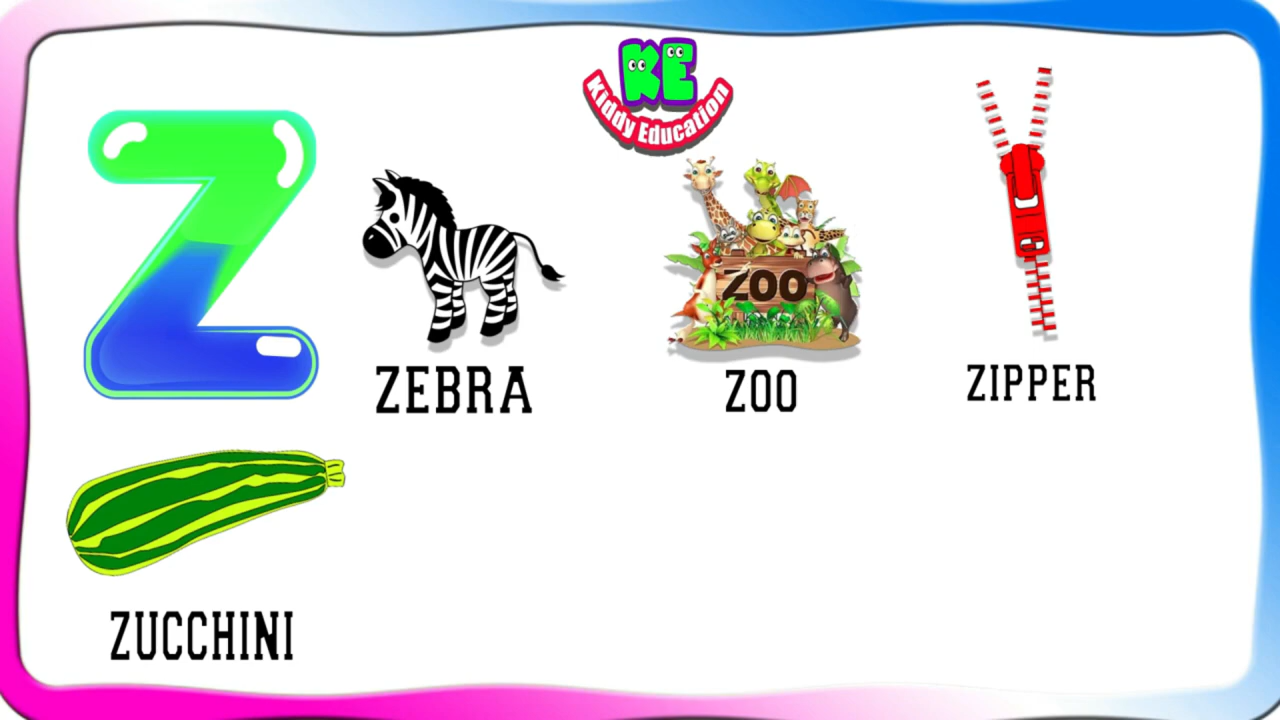 KE
Kiddy Education
Z
ZOO
ZEBRA
ZOO
ZIPPER
ZUCCHINI